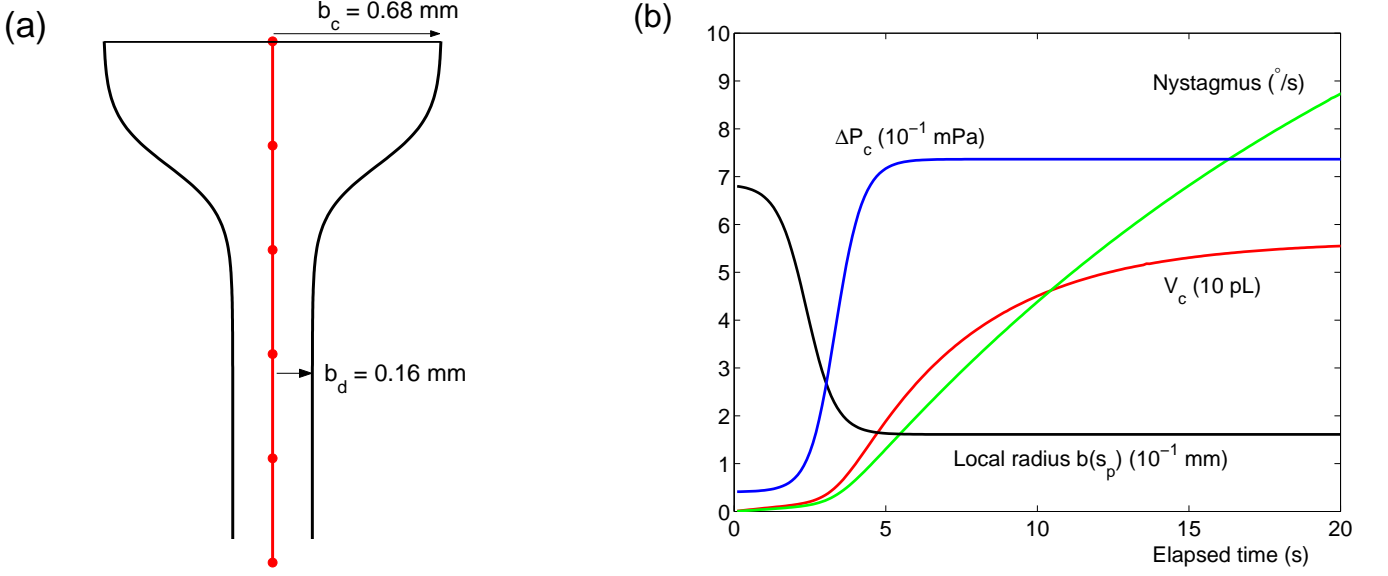 (a)
b_c = 0.68 mm
b_d = 0.16 mm
(b)
10
9
8
7
6
5
4
3
2
1
0
Nystagmus (°/s)
ΔP_c (10⁻¹ mPa)
V_c (10 pL)
Local radius b(s_p) (10⁻¹ mm)
0 5 10 15 20
Elapsed time (s)